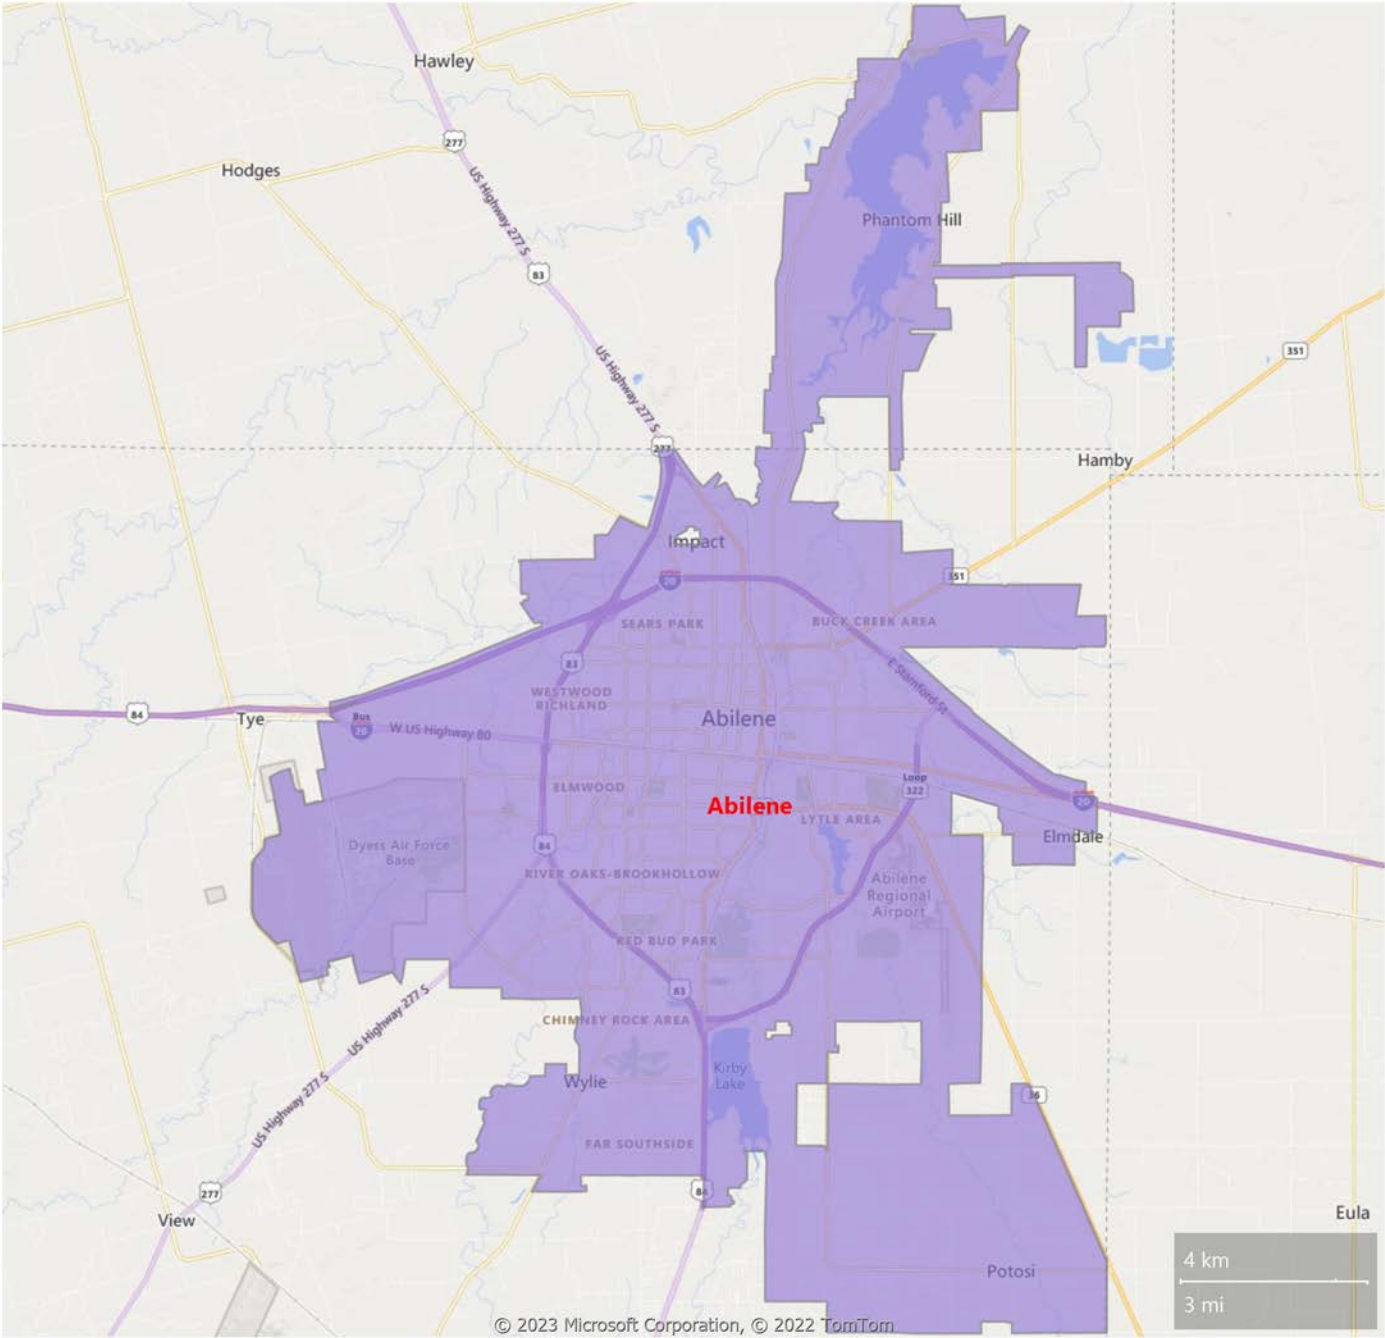 Hawley
277
Hodges
US Highway 277 S
Phantom Hill
83
351
US Highway 277 S
277
Hamby
Impact
351
20
SEARS PARK
BUCK CREEK AREA
83
E Stamford St
WESTWOOD
RICHLAND
84
Tye
Bus
20
W US Highway 80
Abilene
ELMWOOD
Loop
322
Abilene
20
LYTLE AREA
Elmdale
Dyess Air Force
Base
84
RIVER OAKS-BROOKHOLLOW
Abilene
Regional
Airport
RED BUD PARK
83
US Highway 277 S
CHIMNEY ROCK AREA
Wylie
Kirby
Lake
36
US Highway 277 S
FAR SOUTHSIDE
277
84
View
Eula
Potosi
4 km
3 mi
© 2023 Microsoft Corporation, © 2022 TomTom